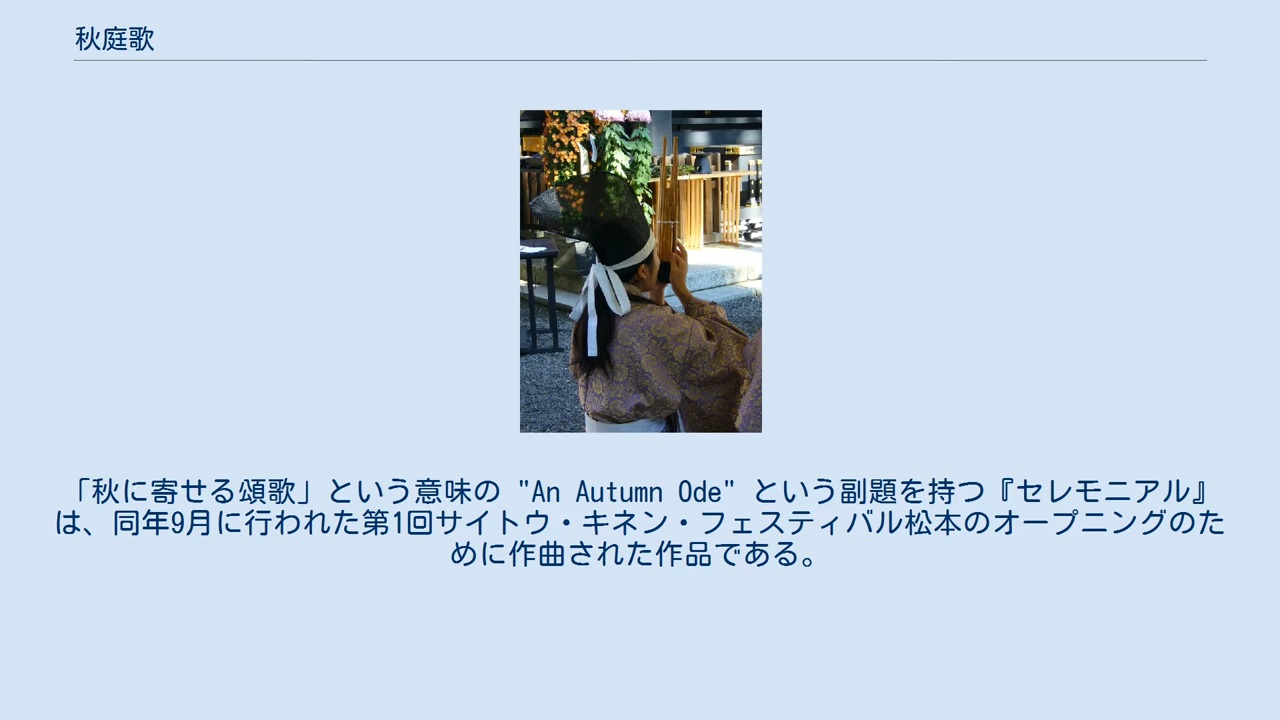 秋庭歌
「秋に寄せる頌歌」という意味の "An Autumn Ode" という副題を持つ『セレモニアル』
は、同年9月に行われた第1回サイトウ・キネン・フェスティバル松本のオープニングのた
めに作曲された作品である。